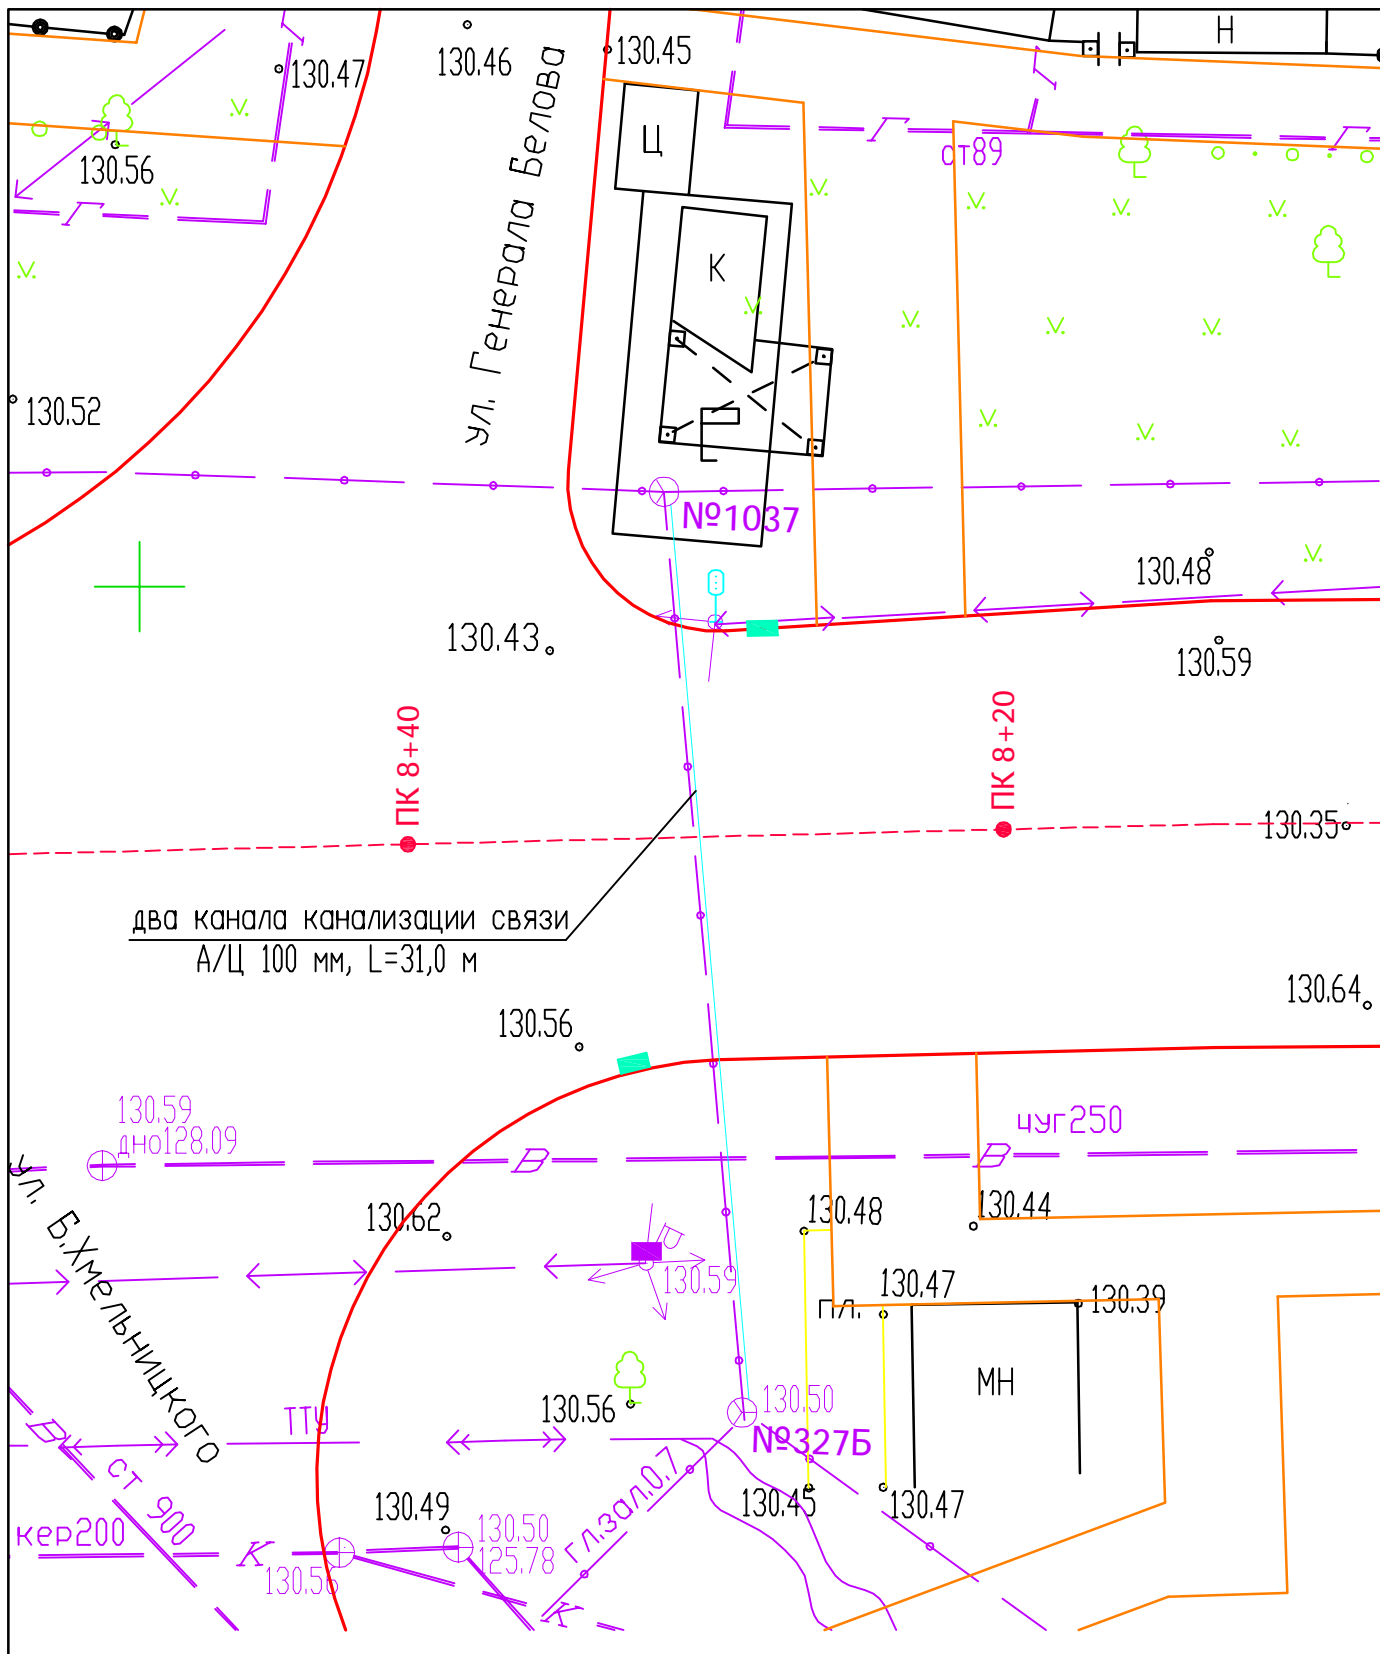 130.47
130.46
130.45
Н
ул. Генерала Белова
Ц
Г
Г
ст89
130.56
Г
К
130.52
№1037
130.48
130.43
130.59
ПК 8+40
ПК 8+20
130.35
два канала канализации связи
А/Ц 100 мм, L=31,0 м
130.64
130.56
130.59
дно128.09
чуг250
В
В
ул. Б.Хмельницкого
130.62
130.48
130.44
Р
130.59
130.47
130.39
пл.
МН
130.56
130.50
ТТУ
№327Б
В
ст 900
гл.зал.0.7
130.45
130.47
130.49
130.50
125.78
кер200
К
130.56
К